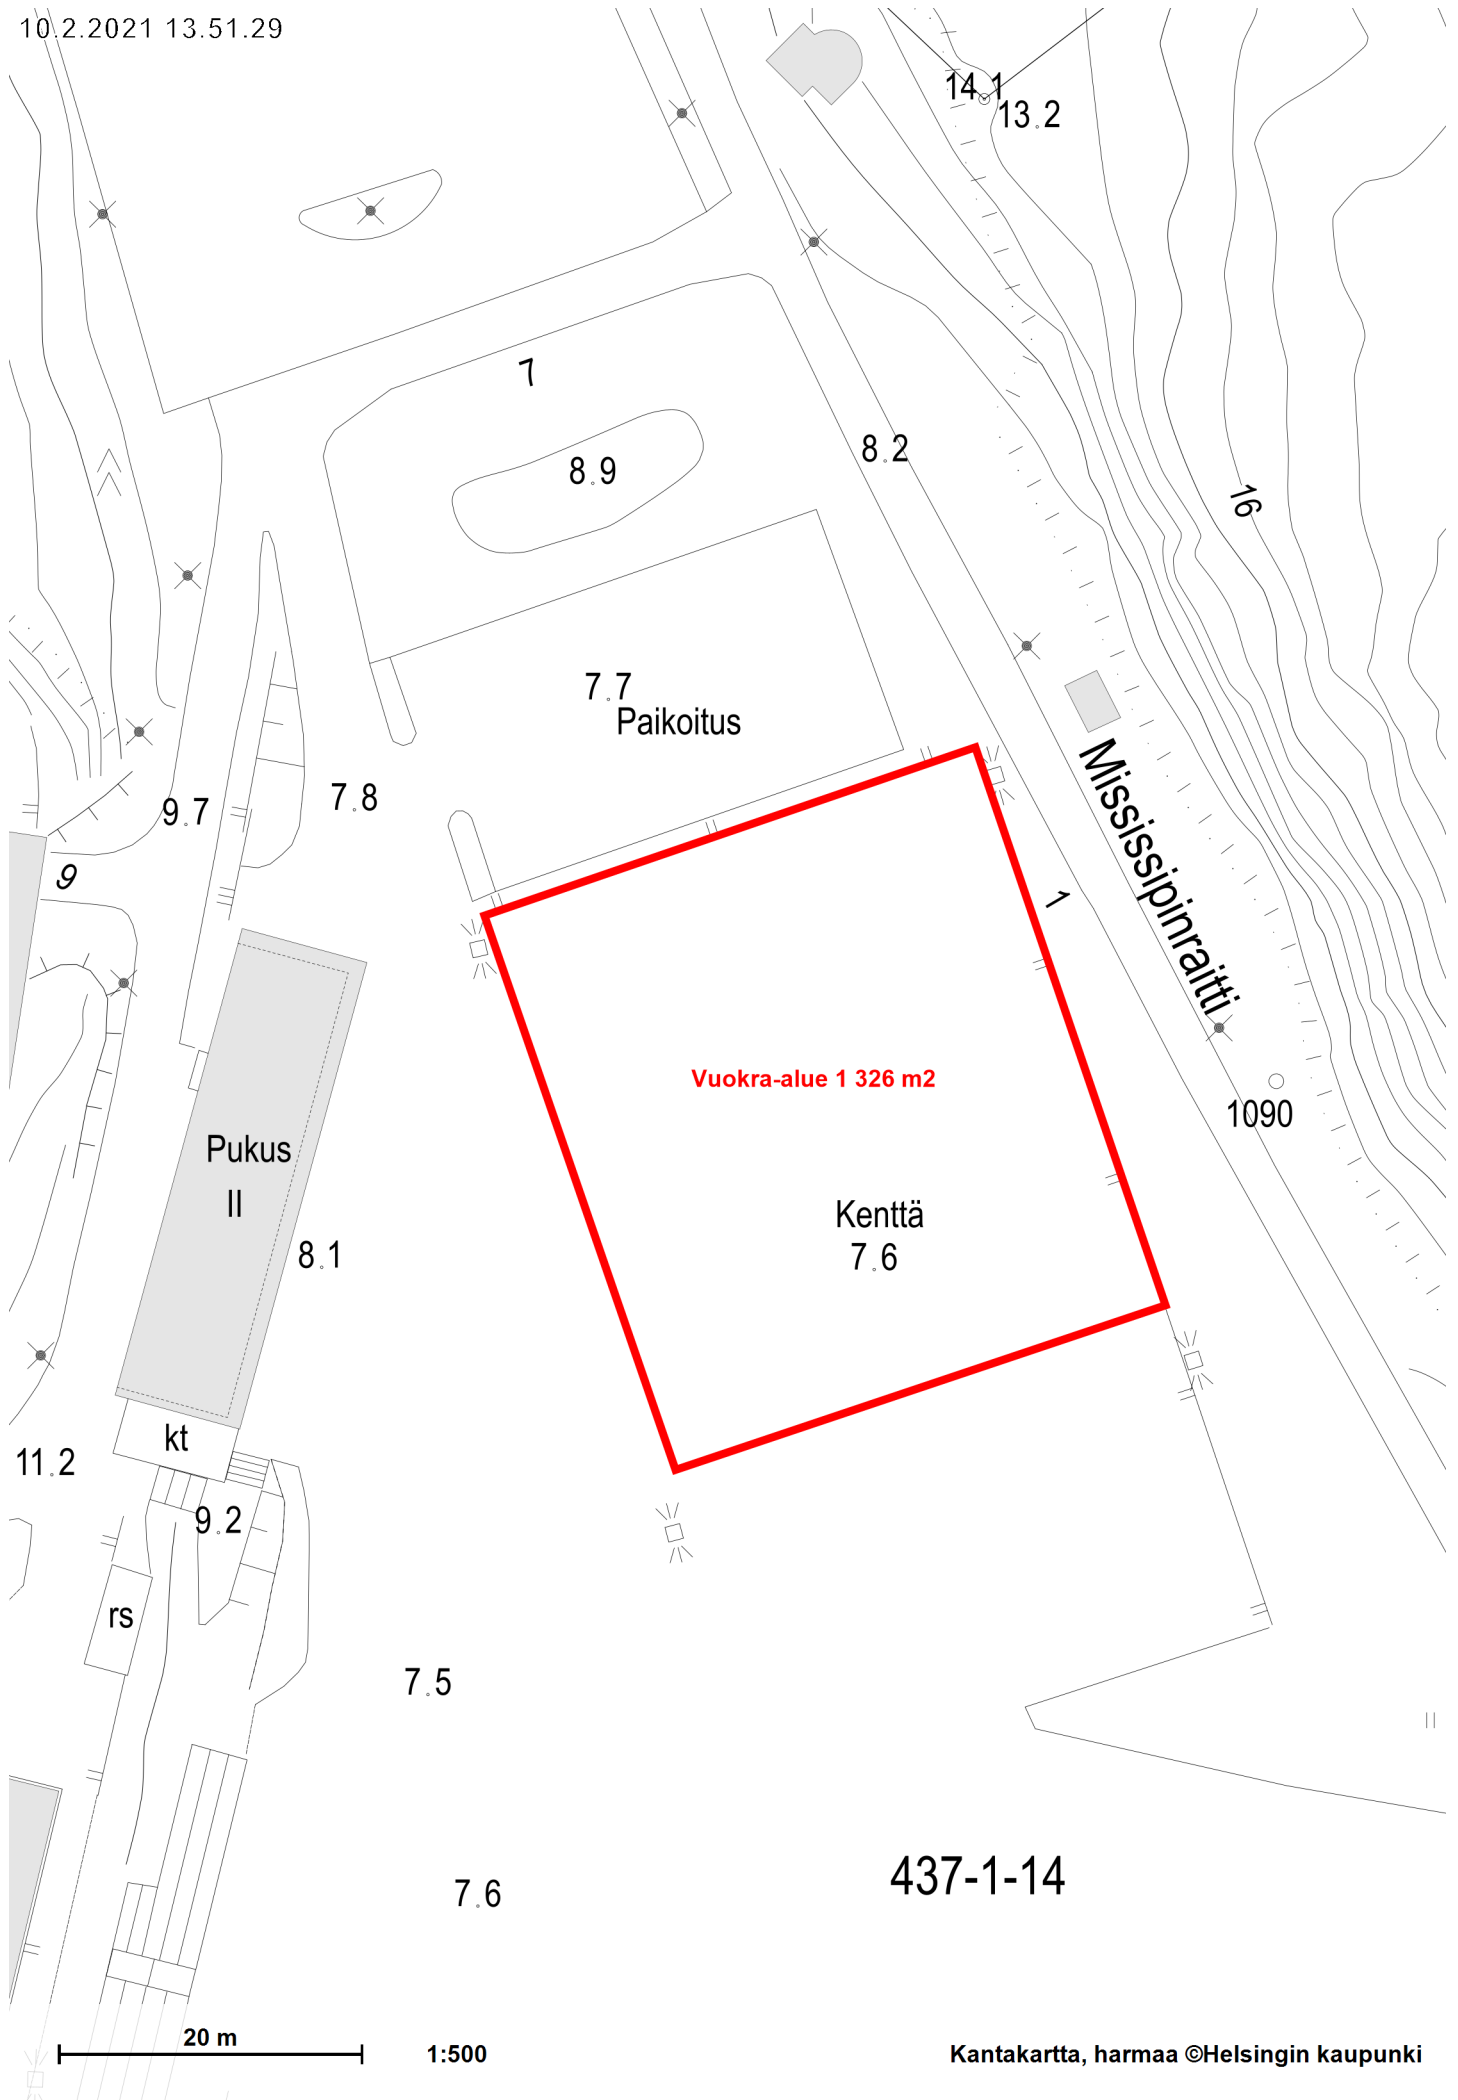 10.2.2021 13.51.29
14.1
13.2
7
8.9
8.2
16
7.7
Paikoitus
7.8
9.7
9
Mississipinraitti
1
Vuokra-alue 1 326 m2
1090
Pukus
II
Kenttä
7.6
8.1
kt
11.2
9.2
rs
7.5
437-1-14
7.6
20 m
1:500
Kantakartta, harmaa ©Helsingin kaupunki